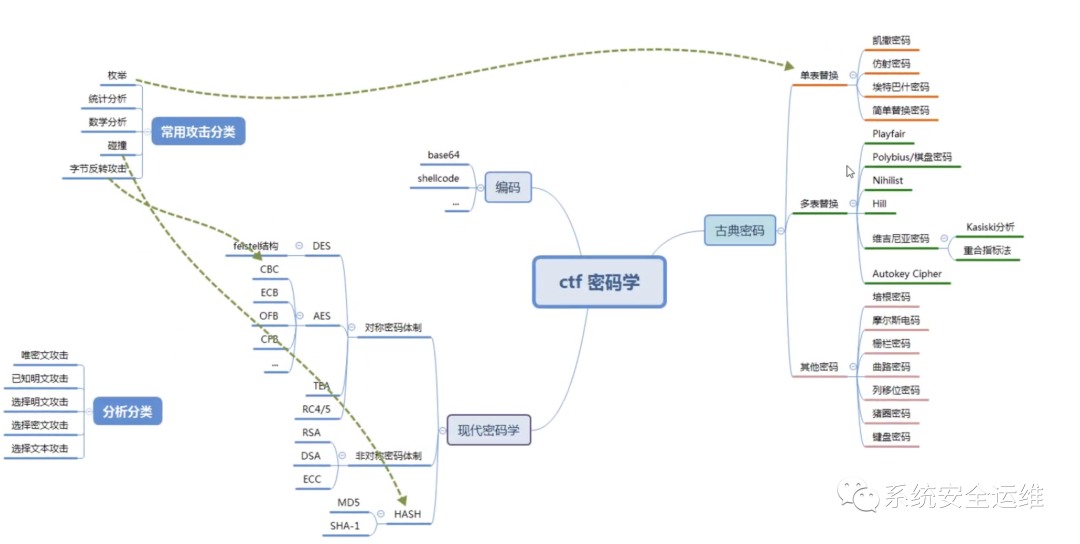 枚举
统计分析
数学分析
碰撞
字节反转攻击
常用攻击分类
base64
shellcode
...
编码
feistel结构
DES
CBC
ECB
OFB
CFB
...
AES
TEA
RC4/5
对称密码体制
唯密文攻击
已知明文攻击
选择明文攻击
选择密文攻击
选择文本攻击
分析分类
RSA
DSA
ECC
非对称密码体制
MD5
SHA-1
HASH
现代密码学
ctf 密码学
古典密码
单表替换
凯撒密码
仿射密码
埃特巴什密码
简单替换密码
多表替换
Playfair
Polybius/棋盘密码
Nihilist
Hill
维吉尼亚密码
Kasiski分析
重合指标法
Autokey Cipher
其他密码
培根密码
摩尔斯电码
栅栏密码
曲路密码
列移位密码
猪圈密码
键盘密码
系统安全运维